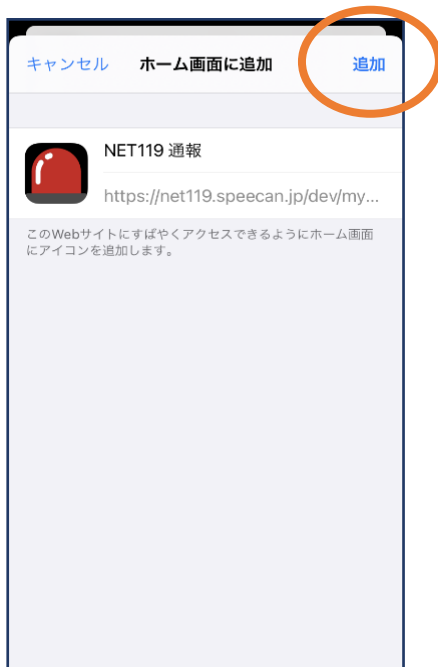 キャンセル ホーム画面に追加 追加
NET119 通報
https://net119.speecan.jp/dev/my...
このWebサイトにすばやくアクセスできるようにホーム画面
にアイコンを追加します。